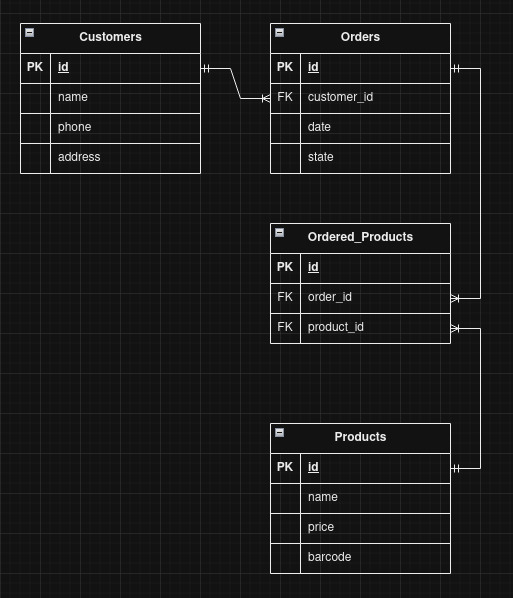 Customers
PK id
name
phone
address
Orders
PK id
FK customer_id
date
state
Ordered_Products
PK id
FK order_id
FK product_id
Products
PK id
name
price
barcode